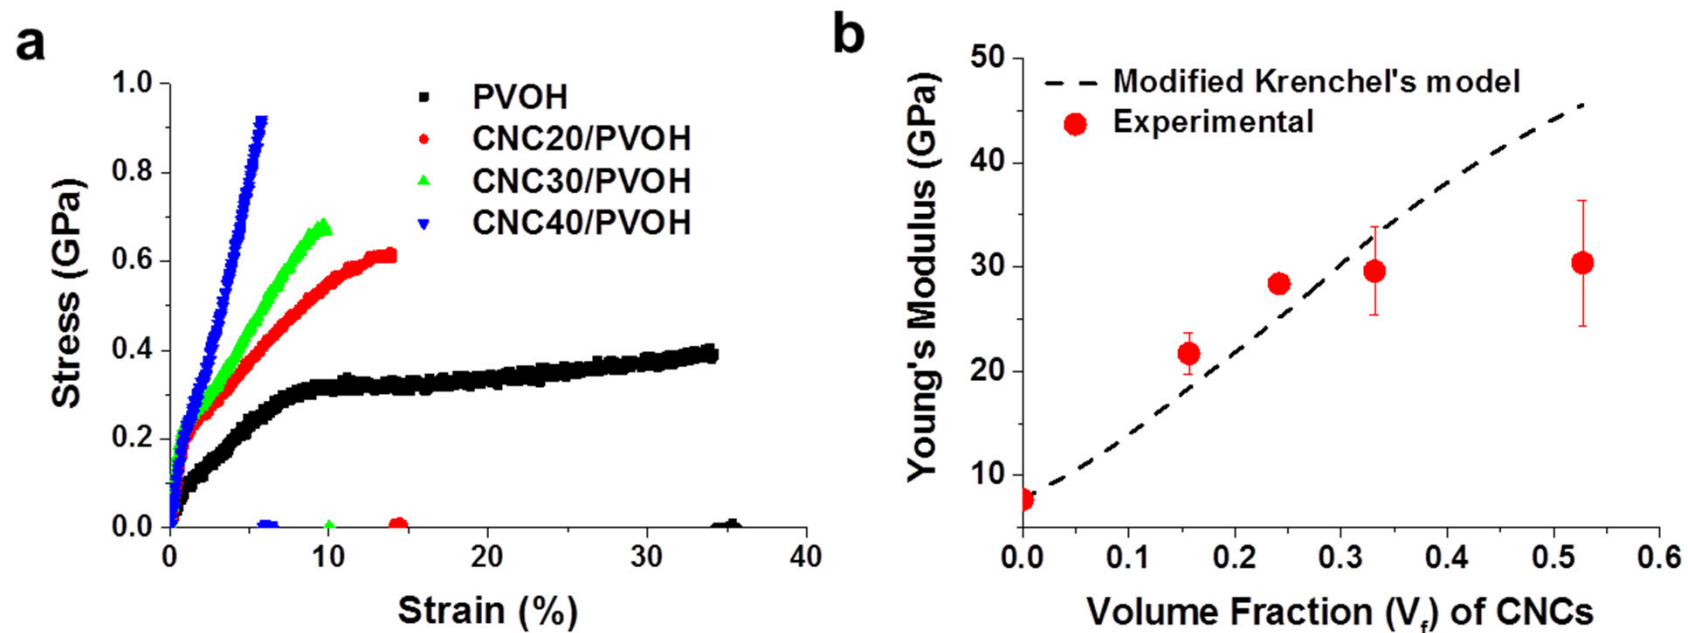 a
1.0
0.8
0.6
0.4
0.2
0.0
Stress (GPa)
PVOH
CNC20/PVOH
CNC30/PVOH
CNC40/PVOH
0 10 20 30 40
Strain (%)
b
50
40
30
20
10
Young's Modulus (GPa)
Modified Krenchel's model
Experimental
0.0 0.1 0.2 0.3 0.4 0.5 0.6
Volume Fraction (Vf) of CNCs